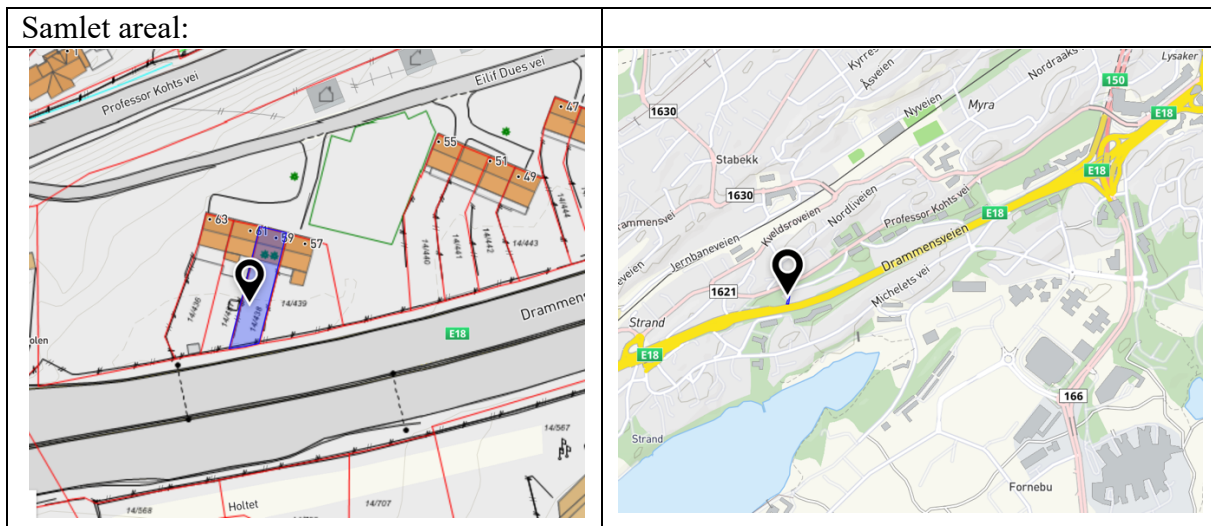 Samlet areal:
Professor Kohts vei
Eilif Dues vei
47
55
51
49
63
61
59
57
14/444
14/443
14/442
14/441
14/440
14/439
14/438
14/436
E18
Drammens
14/567
Holtet
14/568
14/707
Kyrres
Åsveien
Nordraaks
Lysaker
150
E18
1630
Nyveien
Myra
Stabekk
E18
1630
Kveldsroveien
Nordliveien
Professor Kohts vei
E18
rammensvei
Jernbaneveien
Drammensveien
Michelets vei
1621
Strand
E18
166
Strand
Fornebu